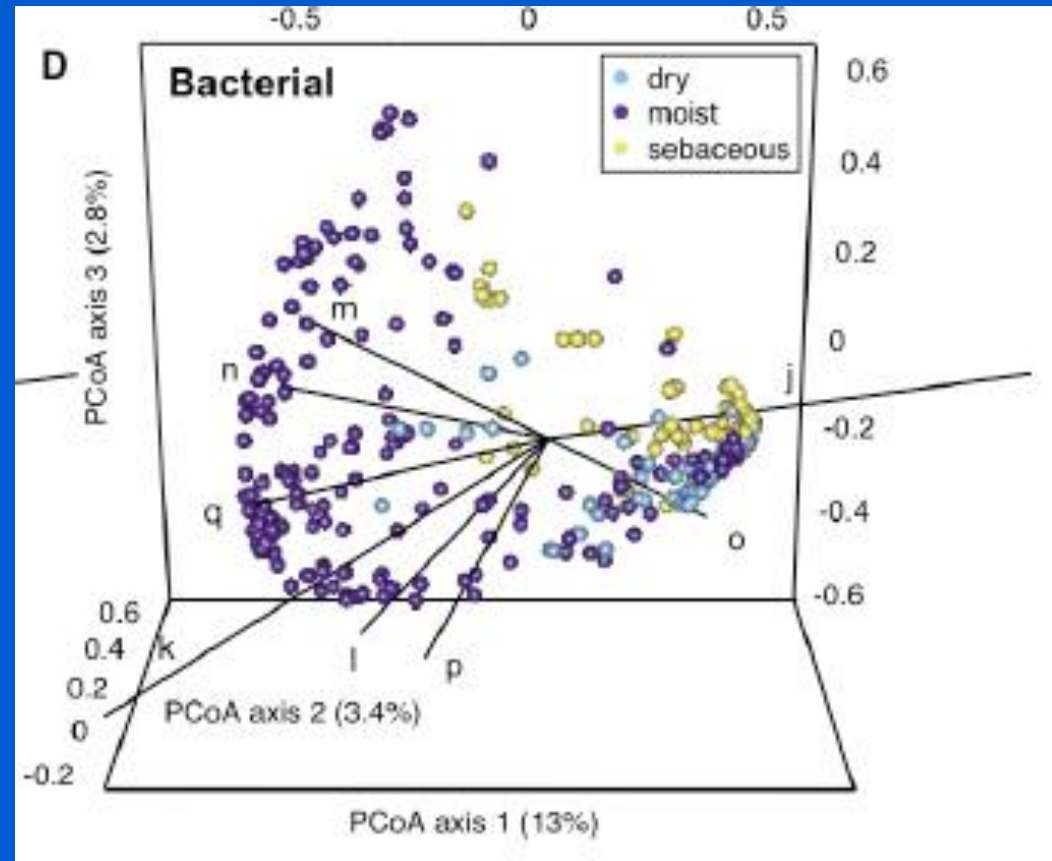 -0.5 0 0.5
D
Bacterial
dry
moist
sebaceous
0.6
0.4
0.2
0
-0.2
-0.4
-0.6
PCoA axis 3 (2.8%)
m
n
j
q
o
k
l
p
0.6
0.4
0.2
0
-0.2
PCoA axis 2 (3.4%)
PCoA axis 1 (13%)